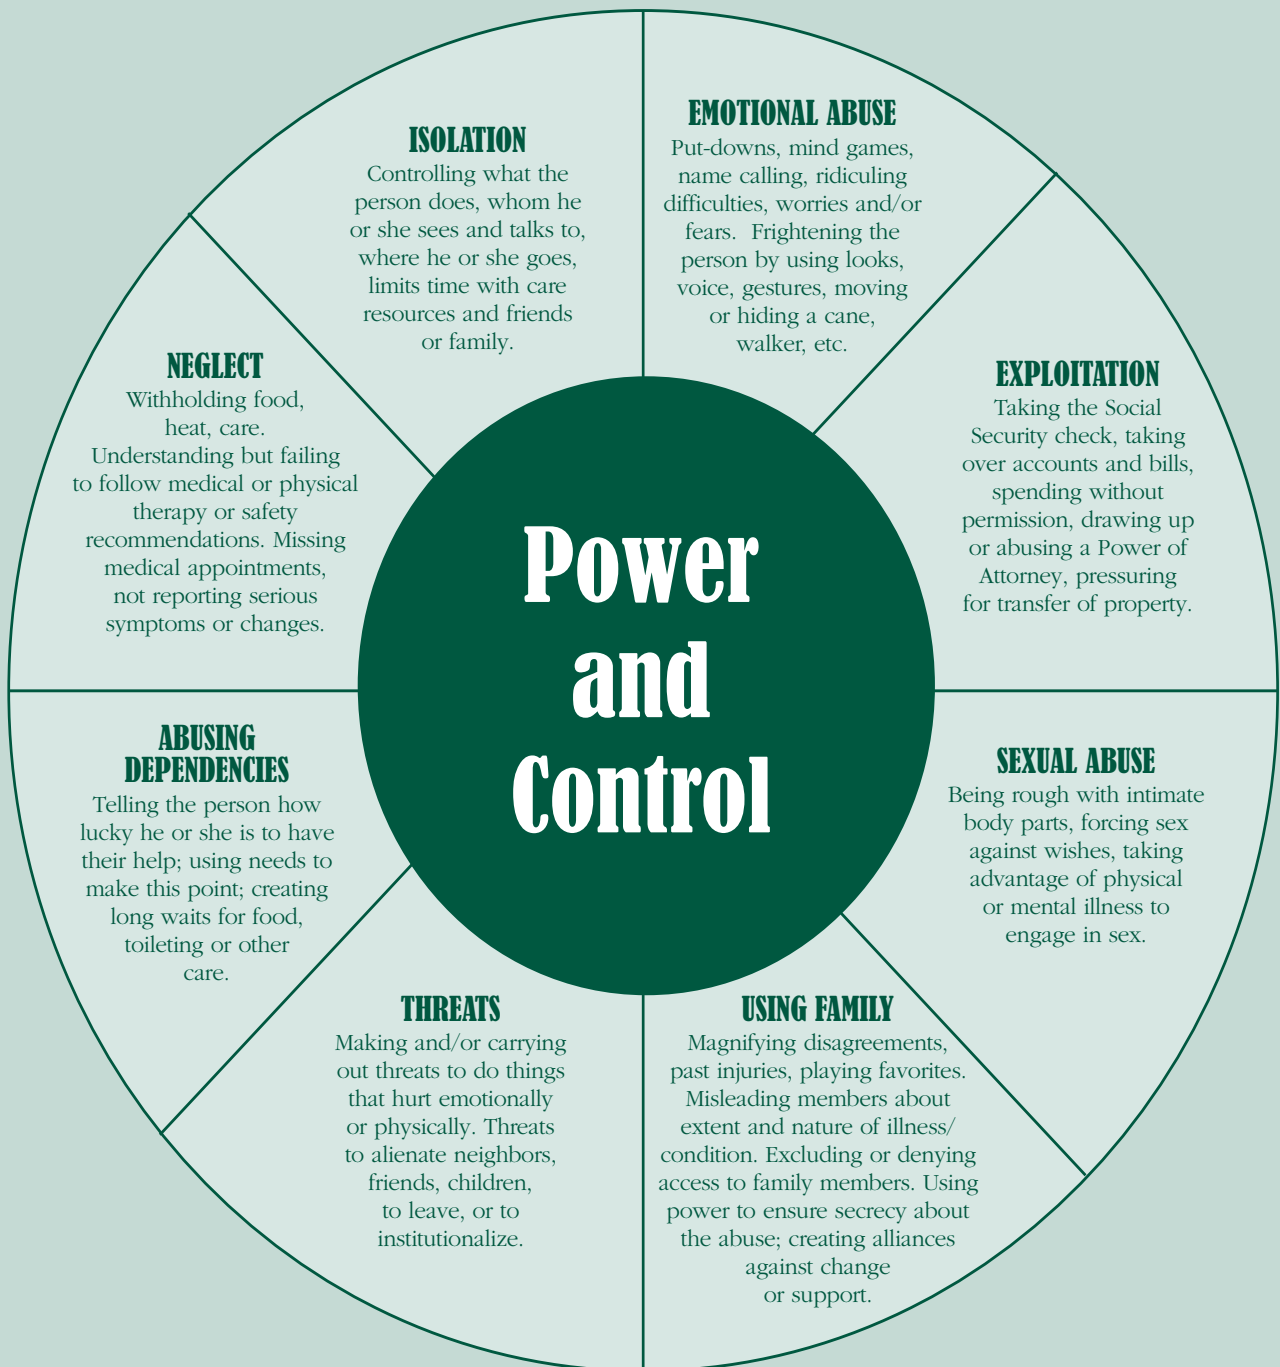 EMOTIONAL ABUSE
Put-downs, mind games,
name calling, ridiculing
difficulties, worries and/or
fears.  Frightening the
person by using looks,
voice, gestures, moving
or hiding a cane,
walker, etc.
EXPLOITATION
Taking the Social
Security check, taking
over accounts and bills,
spending without
permission, drawing up
or abusing a Power of
Attorney, pressuring
for transfer of property.
SEXUAL ABUSE
Being rough with intimate
body parts, forcing sex
against wishes, taking
advantage of physical
or mental illness to
engage in sex.
USING FAMILY
Magnifying disagreements,
past injuries, playing favorites.
Misleading members about
extent and nature of illness/
condition. Excluding or denying
access to family members. Using
power to ensure secrecy about
the abuse; creating alliances
against change
or support.
THREATS
Making and/or carrying
out threats to do things
that hurt emotionally
or physically. Threats
to alienate neighbors,
friends, children,
to leave, or to
institutionalize.
ABUSING
DEPENDENCIES
Telling the person how
lucky he or she is to have
their help; using needs to
make this point; creating
long waits for food,
toileting or other
care.
NEGLECT
Withholding food,
heat, care.
Understanding but failing
to follow medical or physical
therapy or safety
recommendations. Missing
medical appointments,
not reporting serious
symptoms or changes.
ISOLATION
Controlling what the
person does, whom he
or she sees and talks to,
where he or she goes,
limits time with care
resources and friends
or family.
Power
and
Control